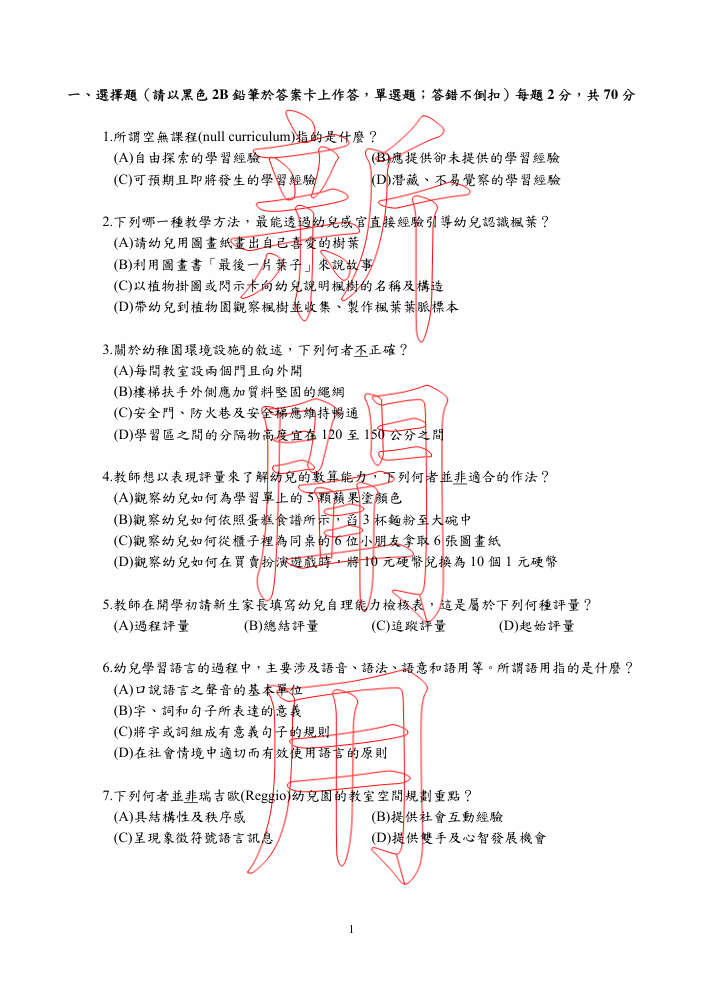 一、選擇題（請以黑色 2B 鉛筆於答案卡上作答，單選題；答錯不倒扣）每題 2 分，共 70 分
1.所謂空無課程(null curriculum)指的是什麼？
(A)自由探索的學習經驗 (B)應提供卻未提供的學習經驗
(C)可預期且即將發生的學習經驗 (D)潛藏、不易覺察的學習經驗
2.下列哪一種教學方法，最能透過幼兒感官直接經驗引導幼兒認識楓葉？
(A)請幼兒用圖畫紙畫出自己喜愛的樹葉
(B)利用圖畫書「最後一片葉子」來說故事
(C)以植物掛圖或閃示卡向幼兒說明楓樹的名稱及構造
(D)帶幼兒到植物園觀察楓樹並收集、製作楓葉葉脈標本
3.關於幼稚園環境設施的敘述，下列何者不正確？
(A)每間教室設兩個門且向外開
(B)樓梯扶手外側應加質料堅固的繩網
(C)安全門、防火巷及安全梯應維持暢通
(D)學習區之間的分隔物高度宜在 120 至 150 公分之間
4.教師想以表現評量來了解幼兒的數算能力，下列何者並非適合的作法？
(A)觀察幼兒如何為學習單上的 5 顆蘋果塗顏色
(B)觀察幼兒如何依照蛋糕食譜所示，舀 3 杯麵粉至大碗中
(C)觀察幼兒如何從櫃子裡為同桌的 6 位小朋友拿取 6 張圖畫紙
(D)觀察幼兒如何在買賣扮演遊戲時，將 10 元硬幣兌換為 10 個 1 元硬幣
5.教師在開學初請新生家長填寫幼兒自理能力檢核表，這是屬於下列何種評量？
(A)過程評量 (B)總結評量 (C)追蹤評量 (D)起始評量
6.幼兒學習語言的過程中，主要涉及語音、語法、語意和語用等。所謂語用指的是什麼？
(A)口說語言之聲音的基本單位
(B)字、詞和句子所表達的意義
(C)將字或詞組成有意義句子的規則
(D)在社會情境中適切而有效使用語言的原則
7.下列何者並非瑞吉歐(Reggio)幼兒園的教室空間規劃重點？
(A)具結構性及秩序感 (B)提供社會互動經驗
(C)呈現象徵符號語言訊息 (D)提供雙手及心智發展機會
1